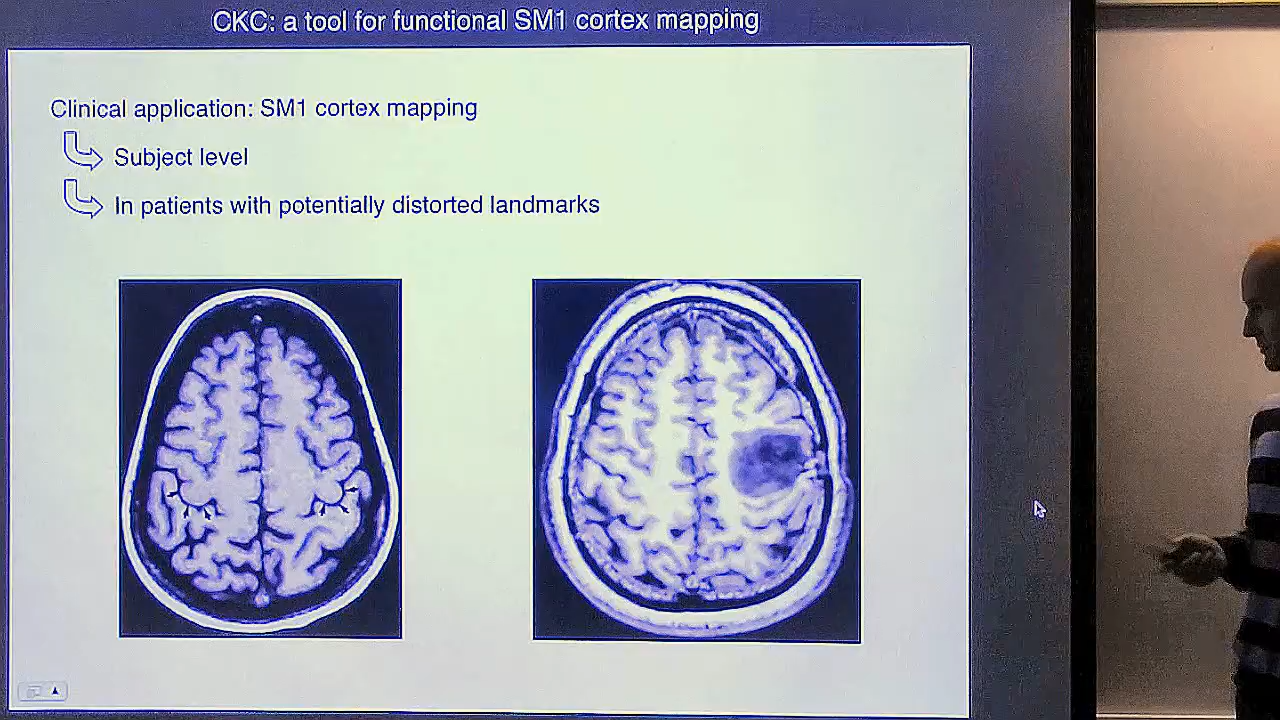 CKC: a tool for functional SM1 cortex mapping
Clinical application: SM1 cortex mapping
Subject level
In patients with potentially distorted landmarks